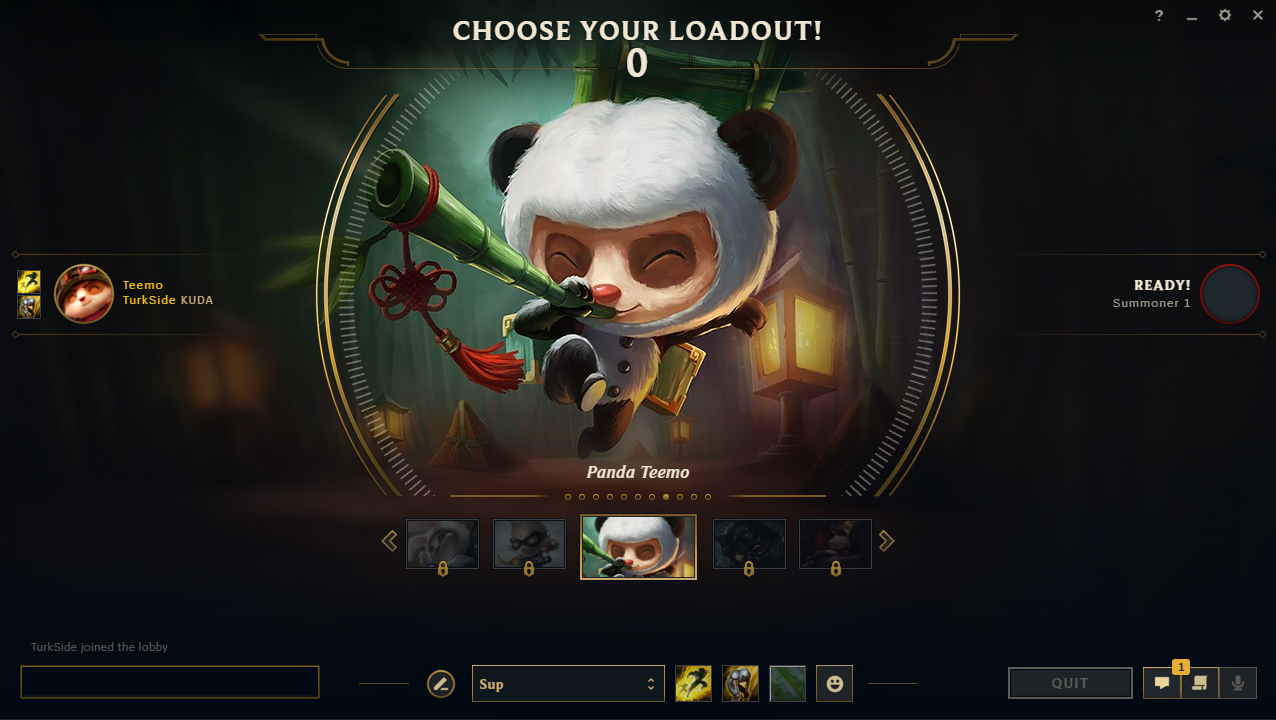 CHOOSE YOUR LOADOUT!
?
0
Teemo
TurkSide KUDA
READY!
Summoner 1
Panda Teemo
TurkSide joined the lobby
Sup
QUIT
1